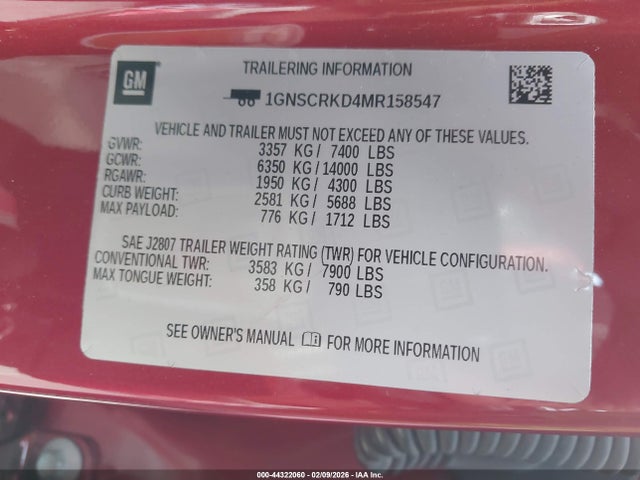 GM
TRAILERING INFORMATION
1GNSCRKD4MR158547
VEHICLE AND TRAILER MUST NOT EXCEED ANY OF THESE VALUES.
GVWR: 3357 KG/ 7400 LBS
GCWR: 6350 KG/ 14000 LBS
RGAWR: 1950 KG/ 4300 LBS
CURB WEIGHT: 2581 KG/ 5688 LBS
MAX PAYLOAD: 776 KG/ 1712 LBS
SAE J2807 TRAILER WEIGHT RATING (TWR) FOR VEHICLE CONFIGURATION.
CONVENTIONAL TWR: 3583 KG/ 7900 LBS
MAX TONGUE WEIGHT: 358 KG/ 790 LBS
SEE OWNER'S MANUAL FOR MORE INFORMATION
000-44322060 - 02/09/2026 - IAA Inc.